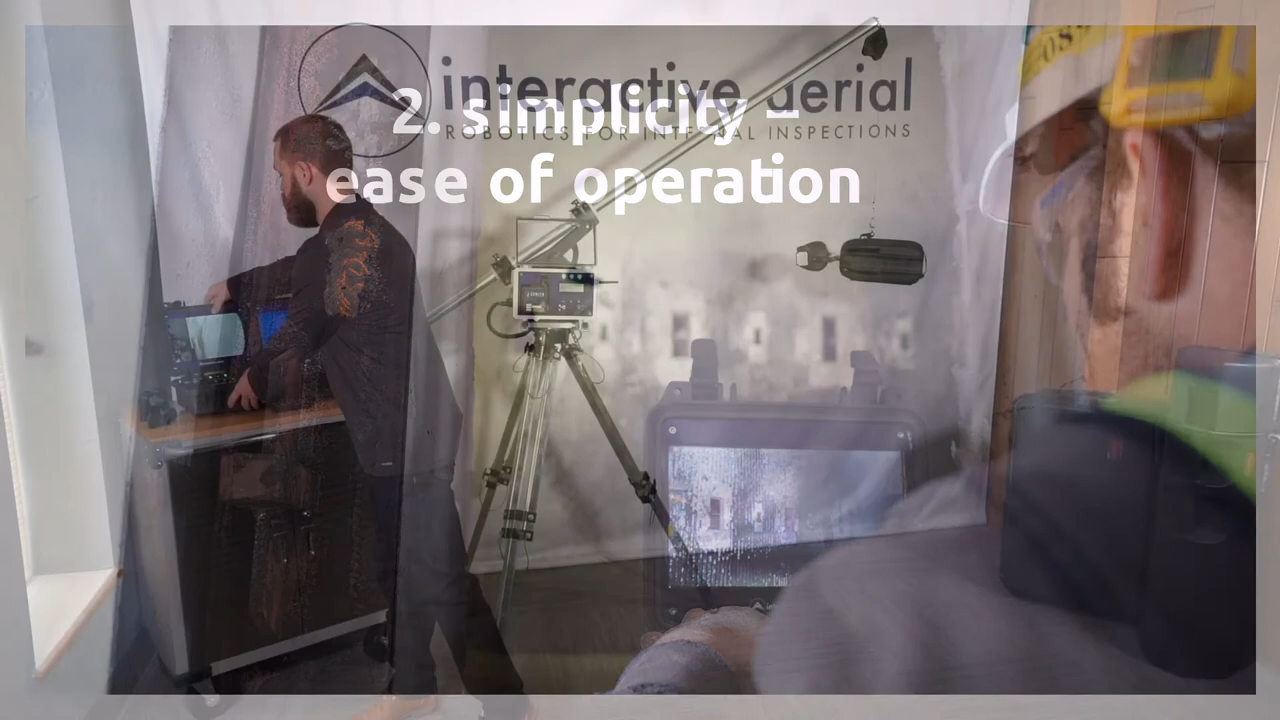 interactive aerial
ROBOTICS FOR INTERNAL INSPECTIONS
2. simplicity –
ease of operation